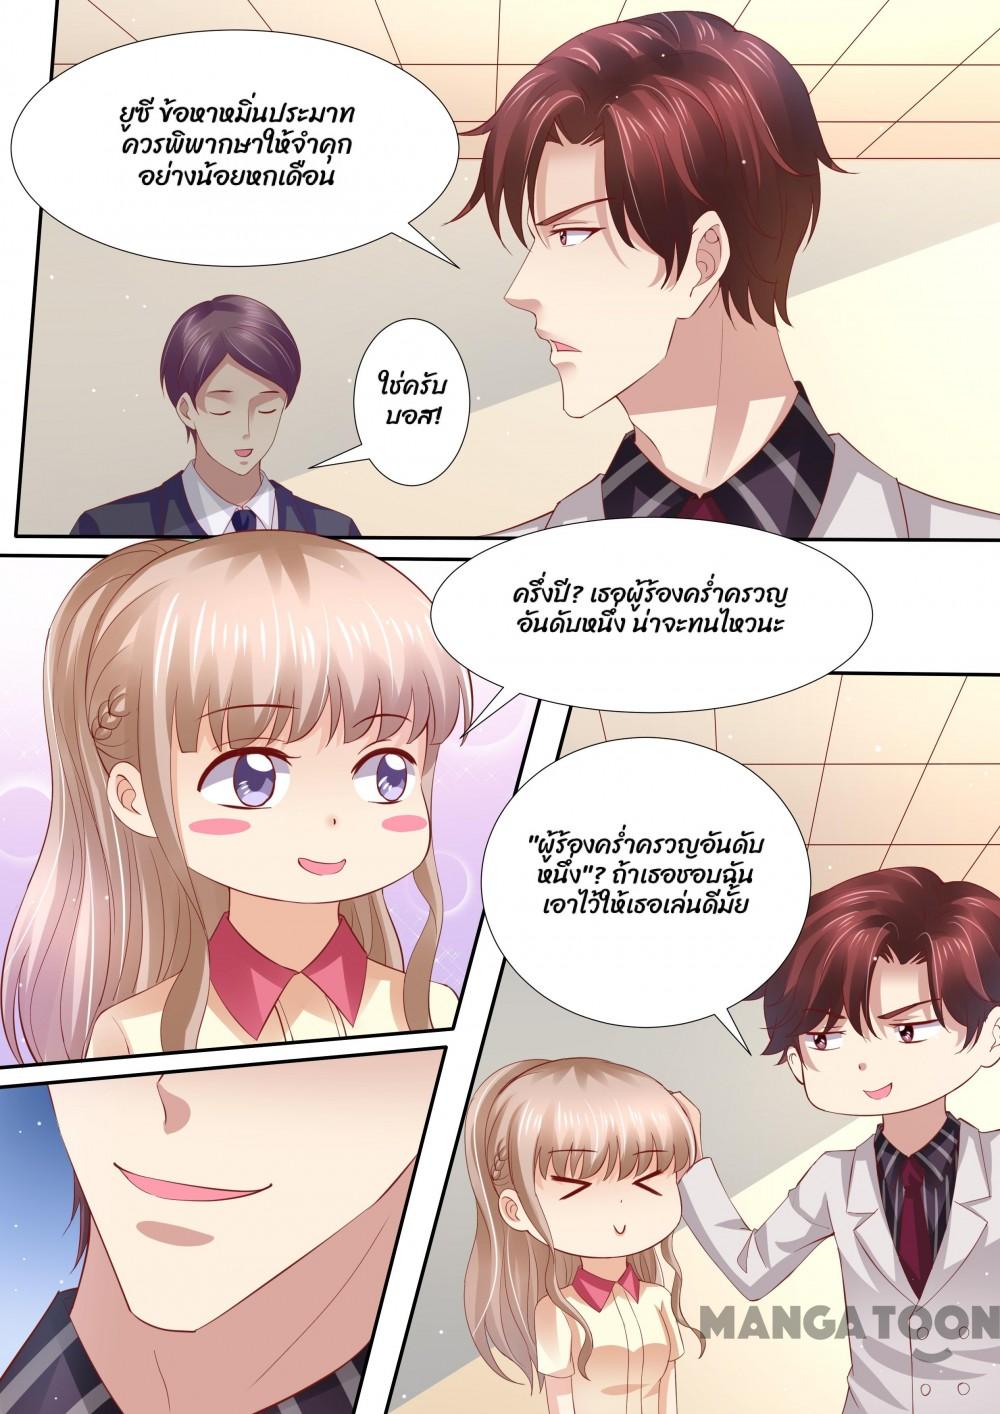 ยูซี ข้อหาหมิ่นประมาท
ควรพิพากษาให้จำคุก
อย่างน้อยหกเดือน
ใช่ครับ
บอส!
ครึ่งปี? เธอผู้ร้องคร่ำครวญ
อันดับหนึ่ง น่าจะทนไหวนะ
"ผู้ร้องคร่ำครวญอันดับ
หนึ่ง"? ถ้าเธอชอบฉัน
เอาไว้ให้เธอเล่นดีมั้ย
MANGATOON